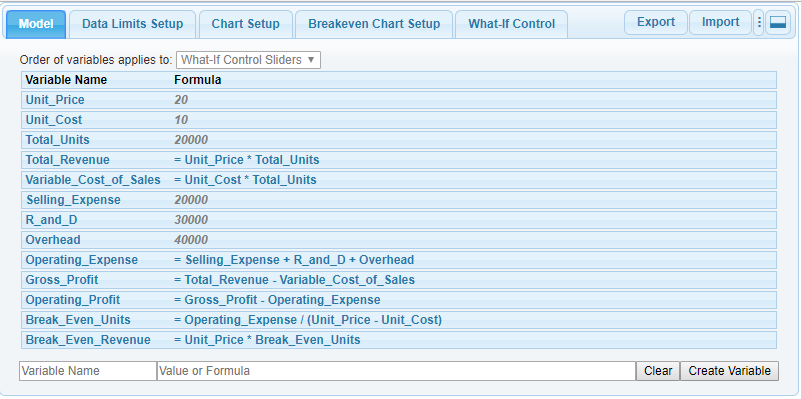 Model Data Limits Setup Chart Setup Breakeven Chart Setup What-If Control Export Import
Order of variables applies to: What-If Control Sliders
Variable Name Formula
Unit_Price 20
Unit_Cost 10
Total_Units 20000
Total_Revenue = Unit_Price * Total_Units
Variable_Cost_of_Sales = Unit_Cost * Total_Units
Selling_Expense 20000
R_and_D 30000
Overhead 40000
Operating_Expense = Selling_Expense + R_and_D + Overhead
Gross_Profit = Total_Revenue - Variable_Cost_of_Sales
Operating_Profit = Gross_Profit - Operating_Expense
Break_Even_Units = Operating_Expense / (Unit_Price - Unit_Cost)
Break_Even_Revenue = Unit_Price * Break_Even_Units
Variable Name Value or Formula Clear Create Variable